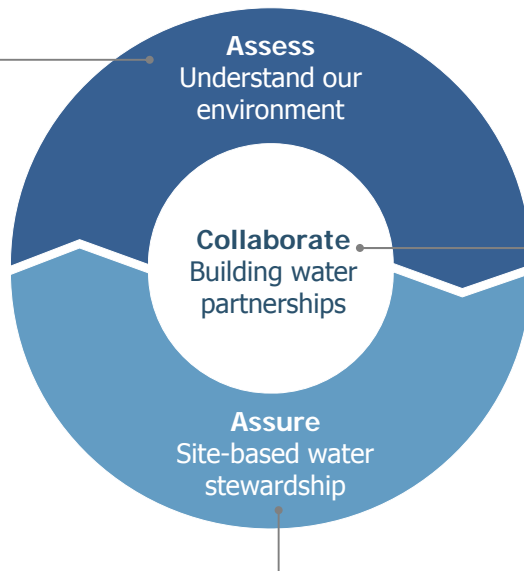 Assess
Understand our
environment
Collaborate
Building water
partnerships
Assure
Site-based water
stewardship